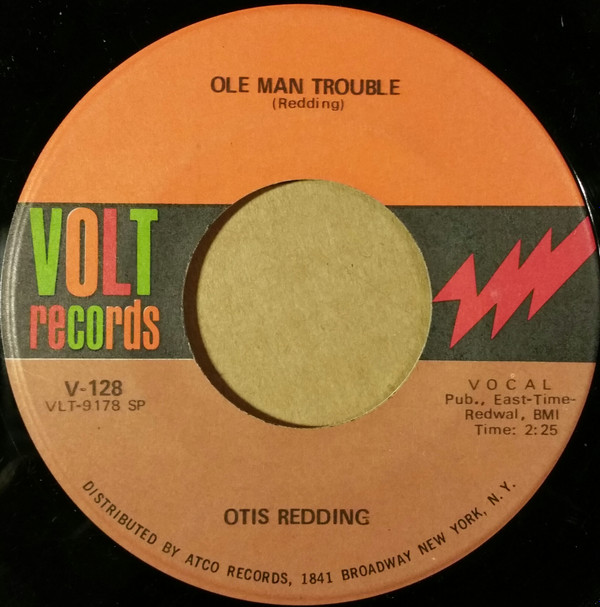 OLE MAN TROUBLE
(Redding)
VOLT
records
V-128
VLT-9178 SP
VOCAL
Pub., East-Time-
Redwal, BMI
Time: 2:25
OTIS REDDING
DISTRIBUTED BY ATCO RECORDS, 1841 BROADWAY NEW YORK, N.Y.